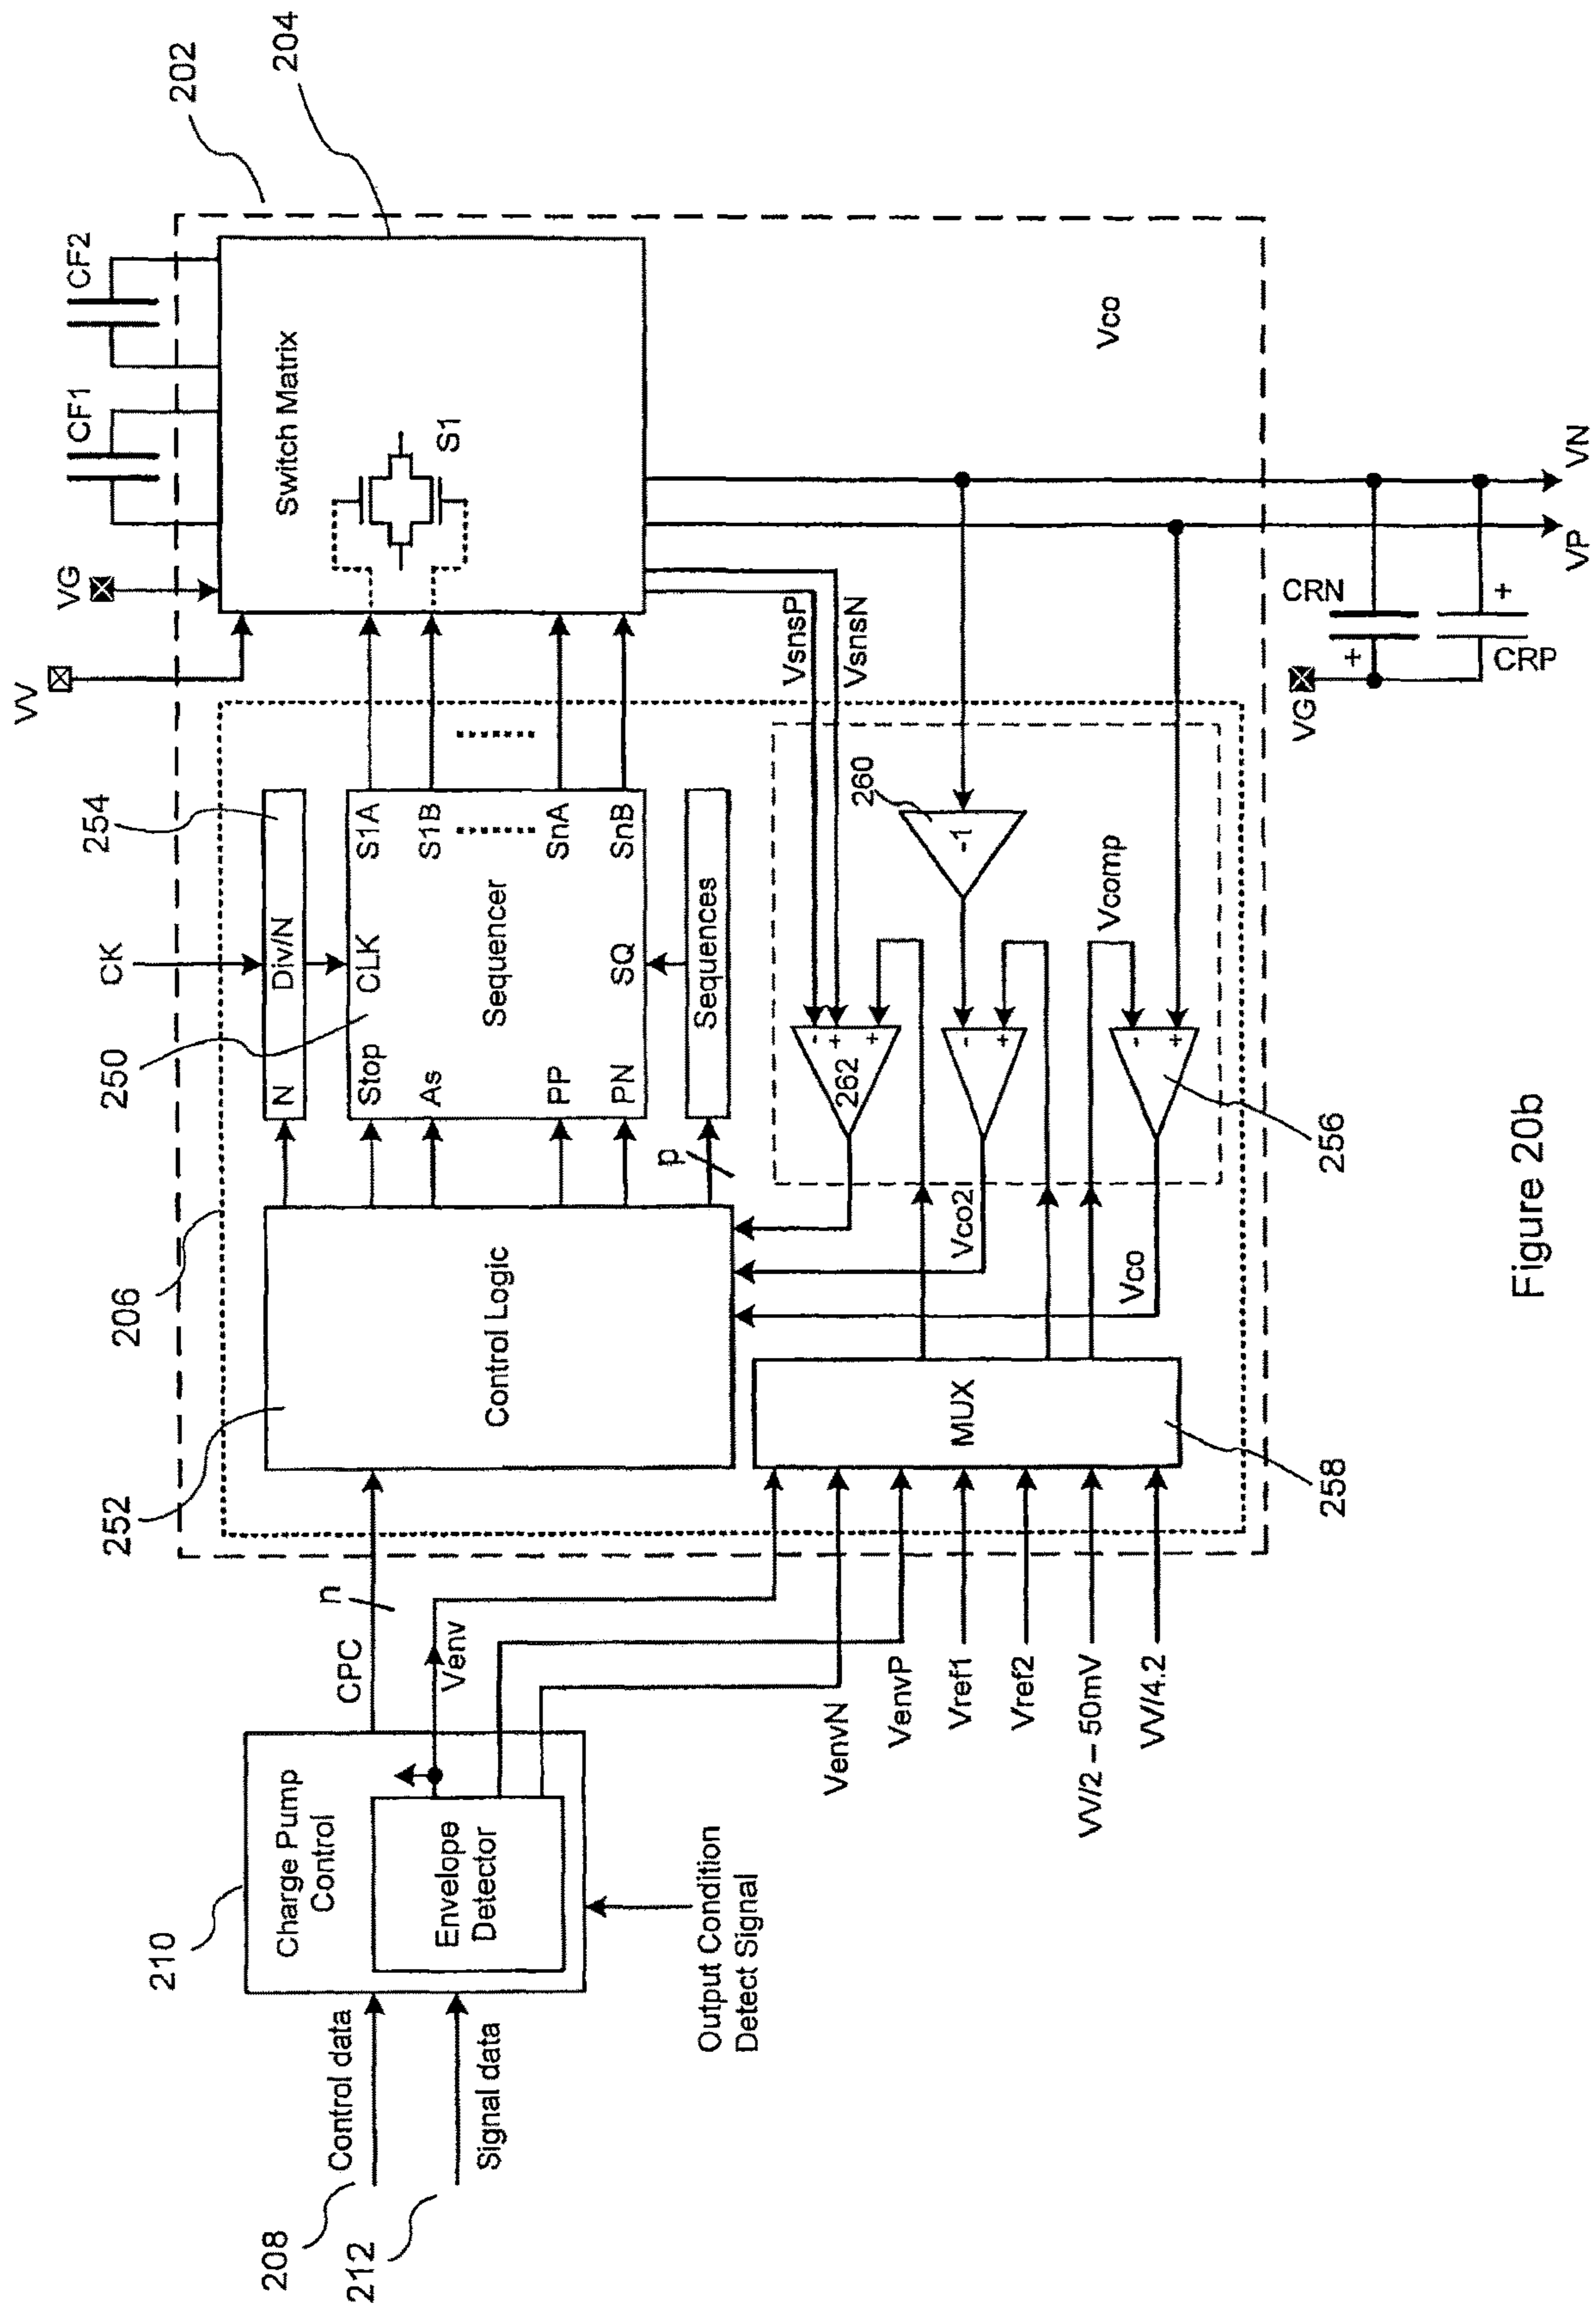 208
Control data
212
Signal data
210
Charge Pump
Control
Envelope
Detector
Output Condition
Detect Signal
CPC
n
Venv
VenvN
VenvP
Vref1
Vref2
VV/2 – 50mV
VV/4.2
252
206
Control Logic
MUX
258
p
Vco2
Vco
250
254
CK
N
Div/N
Stop
CLK
As
PP
PN
SQ
Sequencer
S1A
S1B
SnA
SnB
Sequences
262
-
+
+
-
+
-
+
256
260
-1
Vcomp
VsnsP
VsnsN
VV
VG
CF1
CF2
202
204
Switch Matrix
S1
Vco
VG
CRN
+
CRP
+
VP
VN
Figure 20b